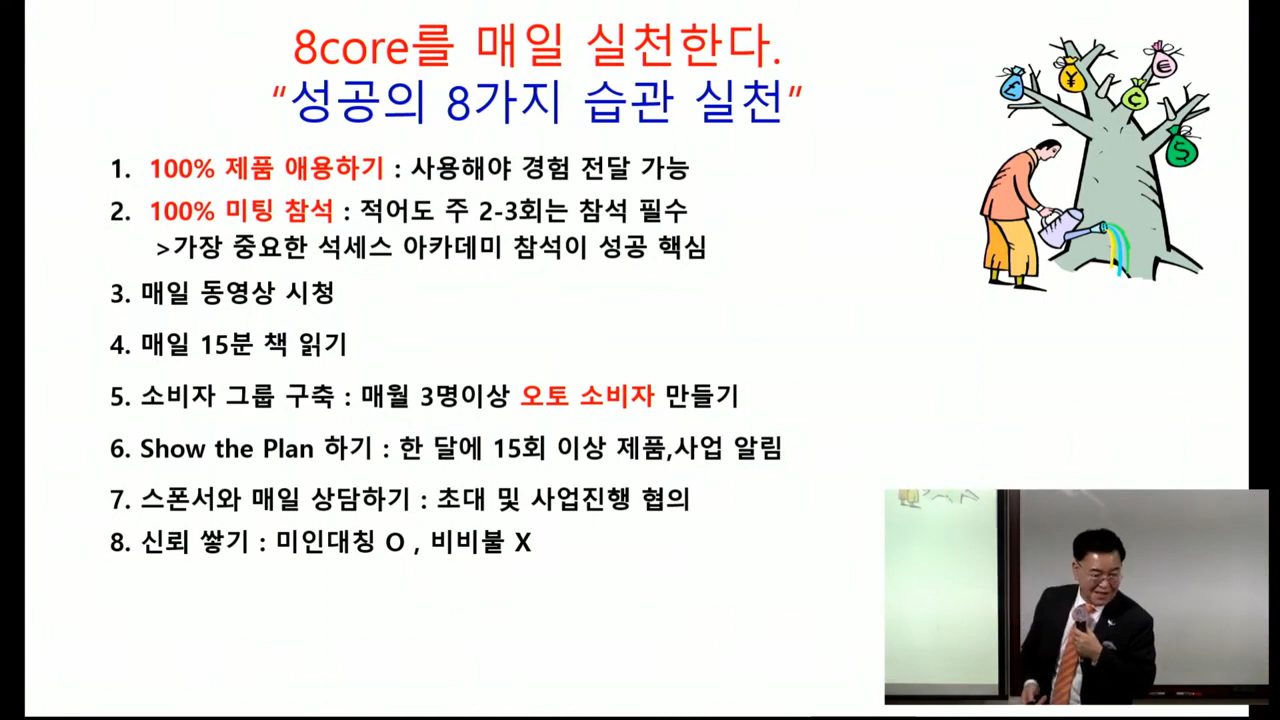 8core를 매일 실천한다.
“성공의 8가지 습관 실천”
1. 100% 제품 애용하기 : 사용해야 경험 전달 가능
2. 100% 미팅 참석 : 적어도 주 2-3회는 참석 필수
>가장 중요한 석세스 아카데미 참석이 성공 핵심
3. 매일 동영상 시청
4. 매일 15분 책 읽기
5. 소비자 그룹 구축 : 매월 3명이상 오토 소비자 만들기
6. Show the Plan 하기 : 한 달에 15회 이상 제품,사업 알림
7. 스폰서와 매일 상담하기 : 초대 및 사업진행 협의
8. 신뢰 쌓기 : 미인대칭 O , 비비불 X
¥
€
C
$